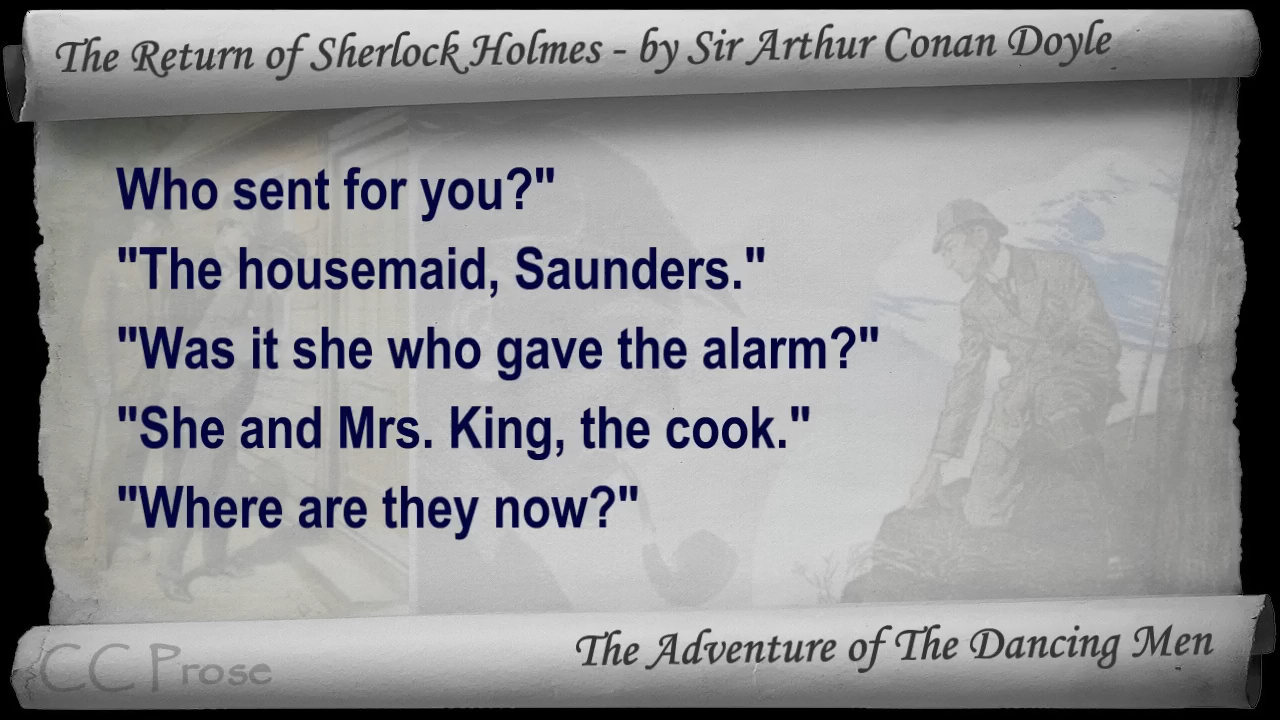 The Return of Sherlock Holmes - by Sir Arthur Conan Doyle
Who sent for you?"
"The housemaid, Saunders."
"Was it she who gave the alarm?"
"She and Mrs. King, the cook."
"Where are they now?"
CC Prose
The Adventure of The Dancing Men